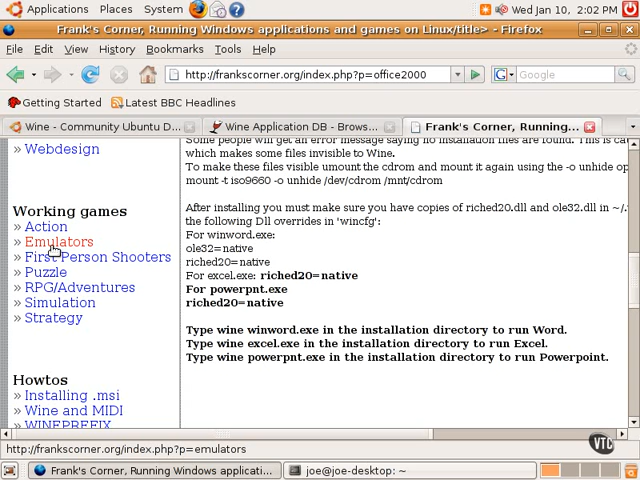 Applications Places System Wed Jan 10, 2:02 PM
Frank's Corner, Running Windows applications and games on Linux/title> - Firefox
File Edit View History Bookmarks Tools Help
http://frankscorner.org/index.php?p=office2000 G Google
Getting Started Latest BBC Headlines
Wine - Community Ubuntu D... Wine Application DB - Brows... Frank's Corner, Running...
» Webdesign
Working games
» Action
» Emulators
» First Person Shooters
» Puzzle
» RPG/Adventures
» Simulation
» Strategy
Howtos
» Installing .msi
» Wine and MIDI
» WINEPREFIX
Some people will get an error message saying no installation files are found. This is
which makes some files invisible to Wine.
To make these files visible umount the cdrom and mount it again using the -o unhide
mount -t iso9660 -o unhide /dev/cdrom /mnt/cdrom
After installing you must make sure you have copies of riched20.dll and ole32.dll in ~/.
the following Dll overrides in 'wincfg':
For winword.exe:
ole32=native
riched20=native
For excel.exe: riched20=native
For powerpnt.exe
riched20=native
Type wine winword.exe in the installation directory to run Word.
Type wine excel.exe in the installation directory to run Excel.
Type wine powerpnt.exe in the installation directory to run Powerpoint.
VTC
http://frankscorner.org/index.php?p=emulators
Frank's Corner, Running Windows applicati... joe@joe-desktop: ~